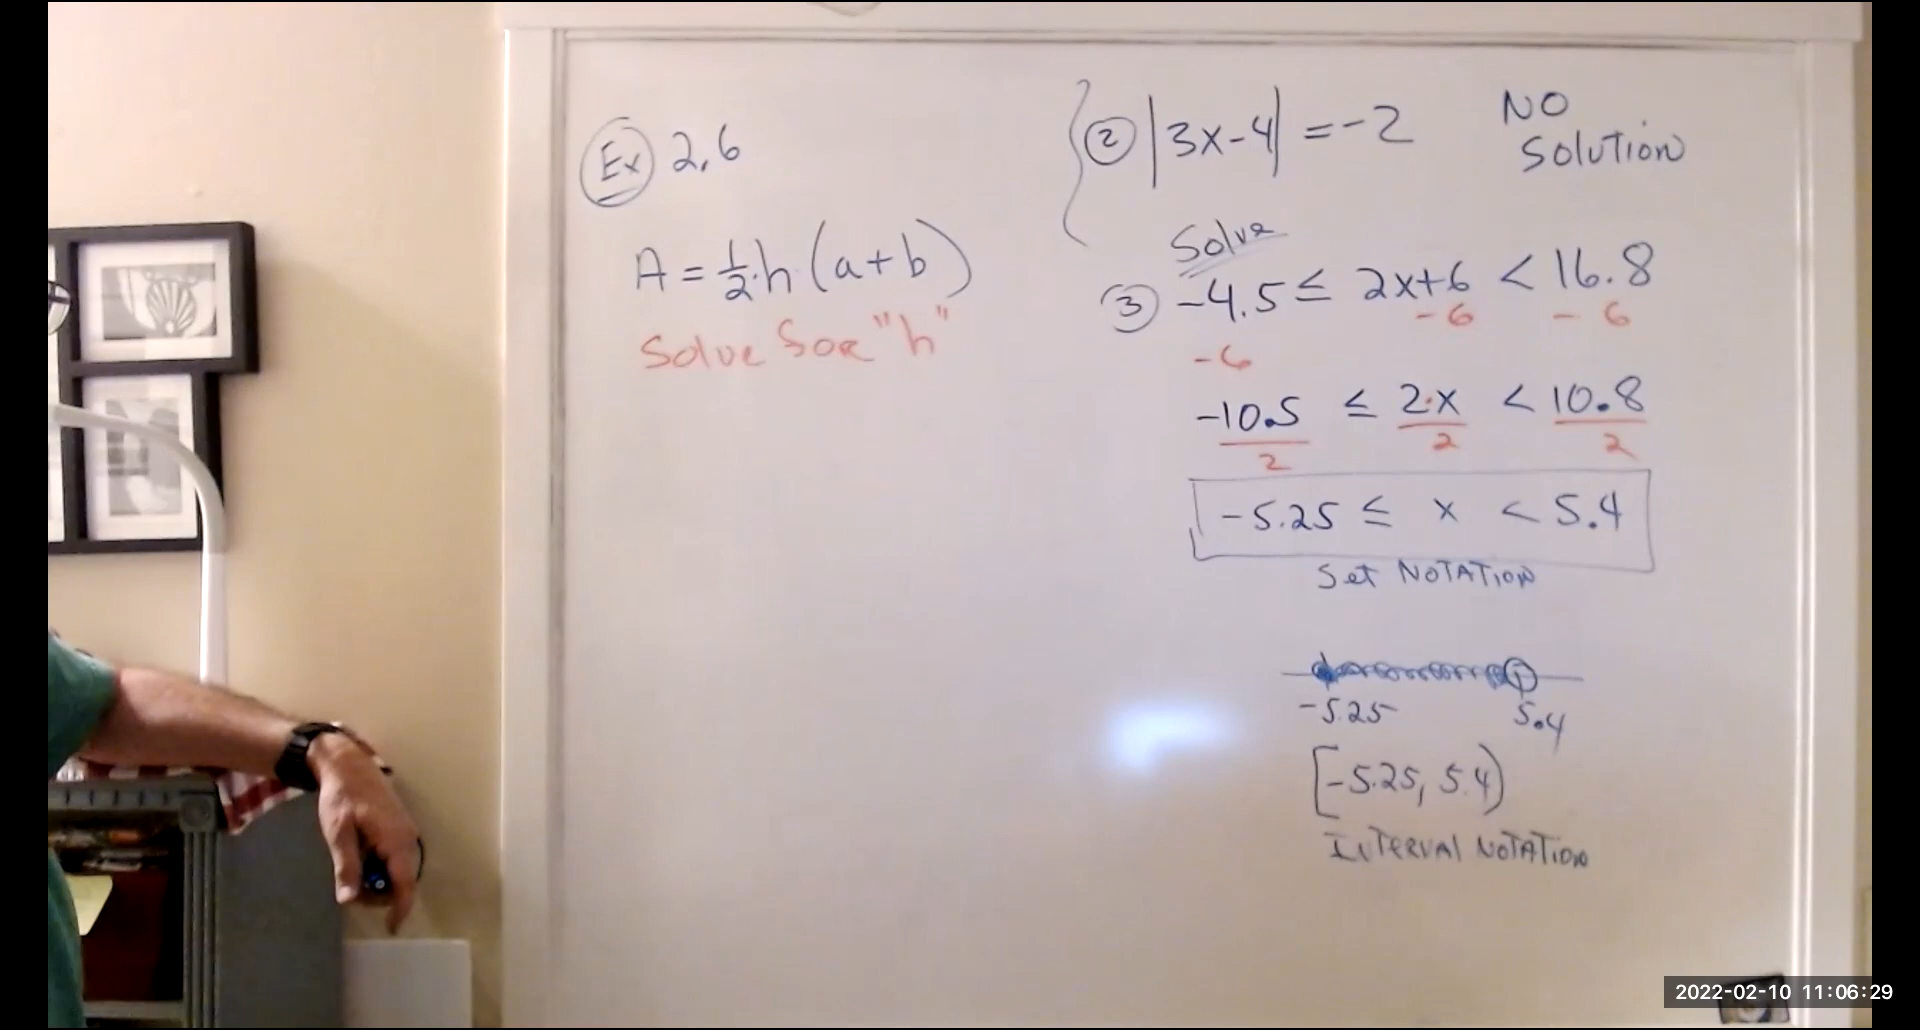 Ex 2.6
A = 1/2·h (a+b)
Solve for "h"
② |3x-4| = -2 NO
Solution
Solve
③ -4.5 ≤ 2x+6 < 16.8
-6 -6
-6
-10.5 ≤ 2·x < 10.8
2 2 2
-5.25 ≤ x < 5.4
Set NOTATION
-5.25 5.4
[-5.25, 5.4)
INTERVAL NOTATION
2022-02-10 11:06:29